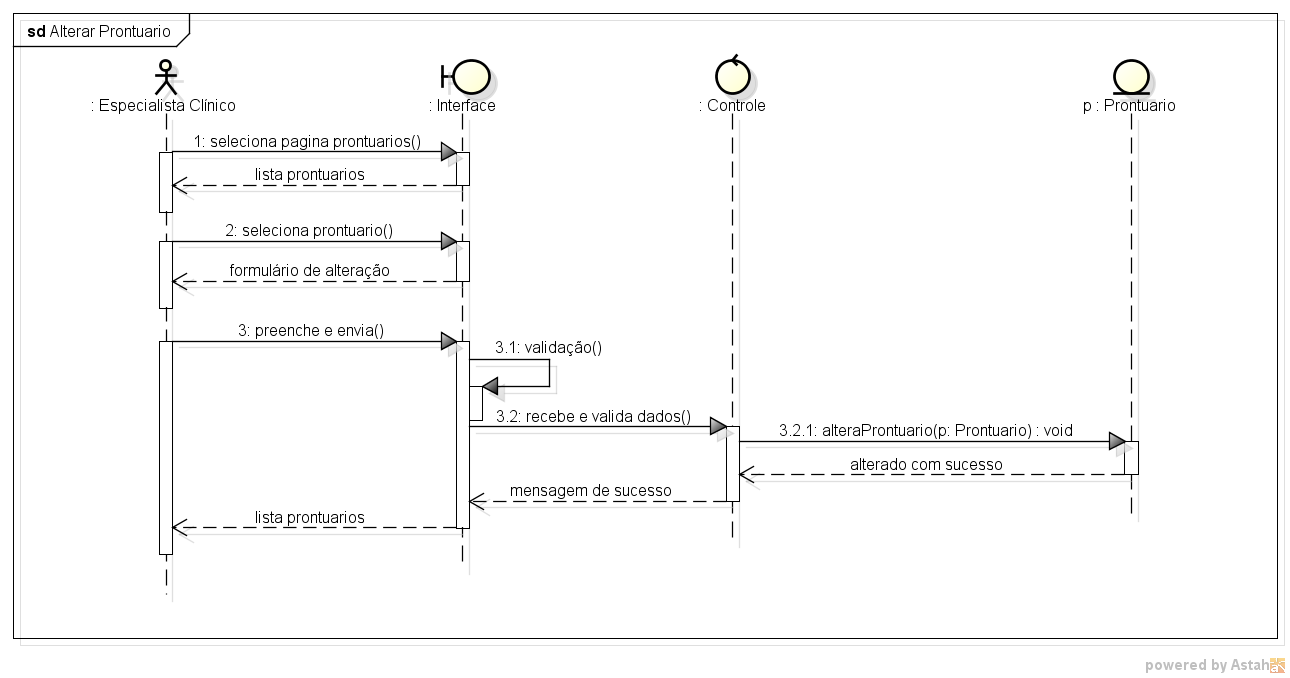 sd Alterar Prontuario
: Especialista Clínico
: Interface
: Controle
p : Prontuario
1: seleciona pagina prontuarios()
lista prontuarios
2: seleciona prontuario()
formulário de alteração
3: preenche e envia()
3.1: validação()
3.2: recebe e valida dados()
3.2.1: alteraProntuario(p: Prontuario) : void
alterado com sucesso
mensagem de sucesso
lista prontuarios
powered by Astah